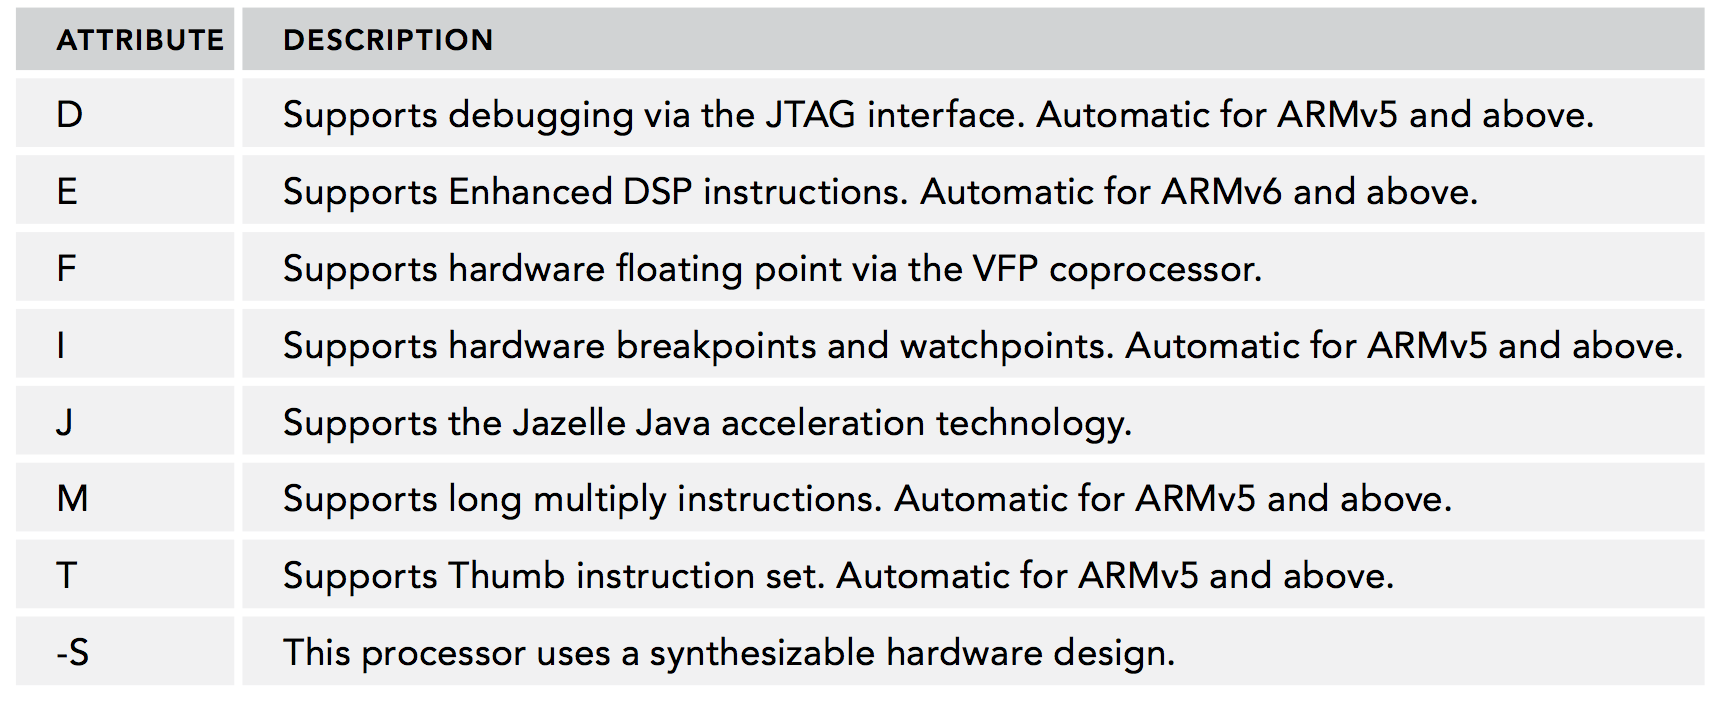 ATTRIBUTE DESCRIPTION
D Supports debugging via the JTAG interface. Automatic for ARMv5 and above.
E Supports Enhanced DSP instructions. Automatic for ARMv6 and above.
F Supports hardware floating point via the VFP coprocessor.
I Supports hardware breakpoints and watchpoints. Automatic for ARMv5 and above.
J Supports the Jazelle Java acceleration technology.
M Supports long multiply instructions. Automatic for ARMv5 and above.
T Supports Thumb instruction set. Automatic for ARMv5 and above.
-S This processor uses a synthesizable hardware design.